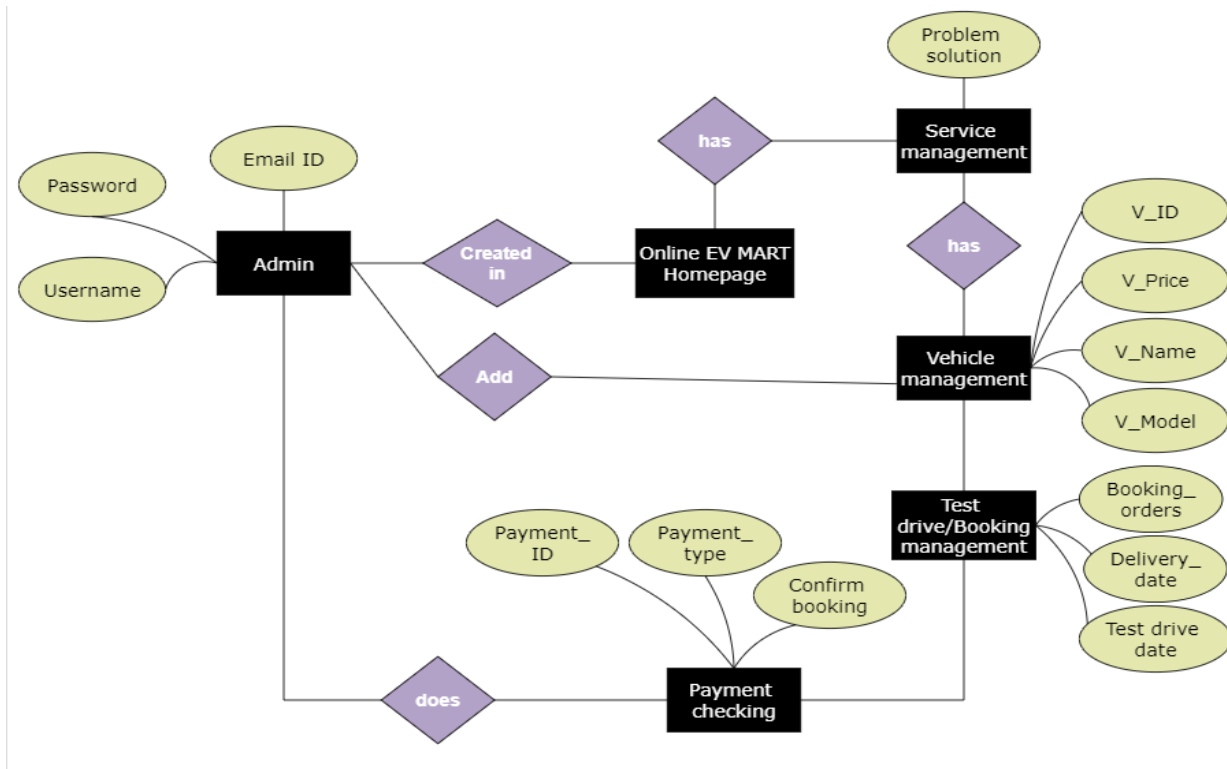 Problem
solution
has
Service
management
Email ID
Password
V_ID
Admin
Created
in
Online EV MART
Homepage
has
Username
V_Price
V_Name
Add
Vehicle
management
V_Model
Booking_
orders
Test
drive/Booking
management
Payment_
ID
Payment_
type
Delivery_
date
Confirm
booking
Test drive
date
does
Payment
checking